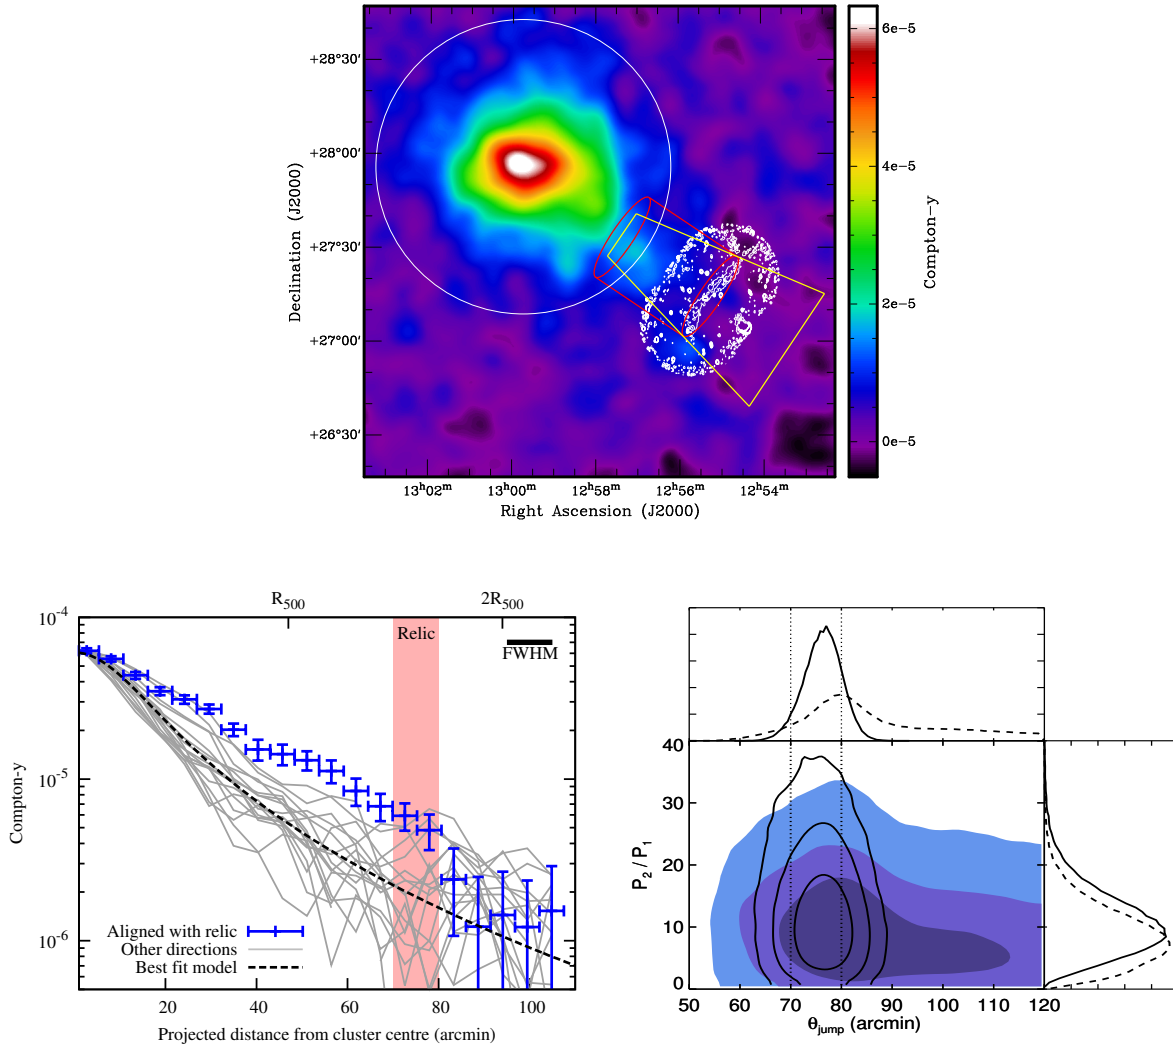 +28°30′
+28°00′
+27°30′
+27°00′
+26°30′
Declination (J2000)
13ʰ02ᵐ 13ʰ00ᵐ 12ʰ58ᵐ 12ʰ56ᵐ 12ʰ54ᵐ
Right Ascension (J2000)
6e−5
4e−5
2e−5
0e−5
Compton−y
R₅₀₀ 2R₅₀₀
10⁻⁴
10⁻⁵
10⁻⁶
Compton-y
Relic
FWHM
Aligned with relic
Other directions
Best fit model
20 40 60 80 100
Projected distance from cluster centre (arcmin)
40
30
20
10
0
P₂ / P₁
50 60 70 80 90 100 110 120
θjump (arcmin)